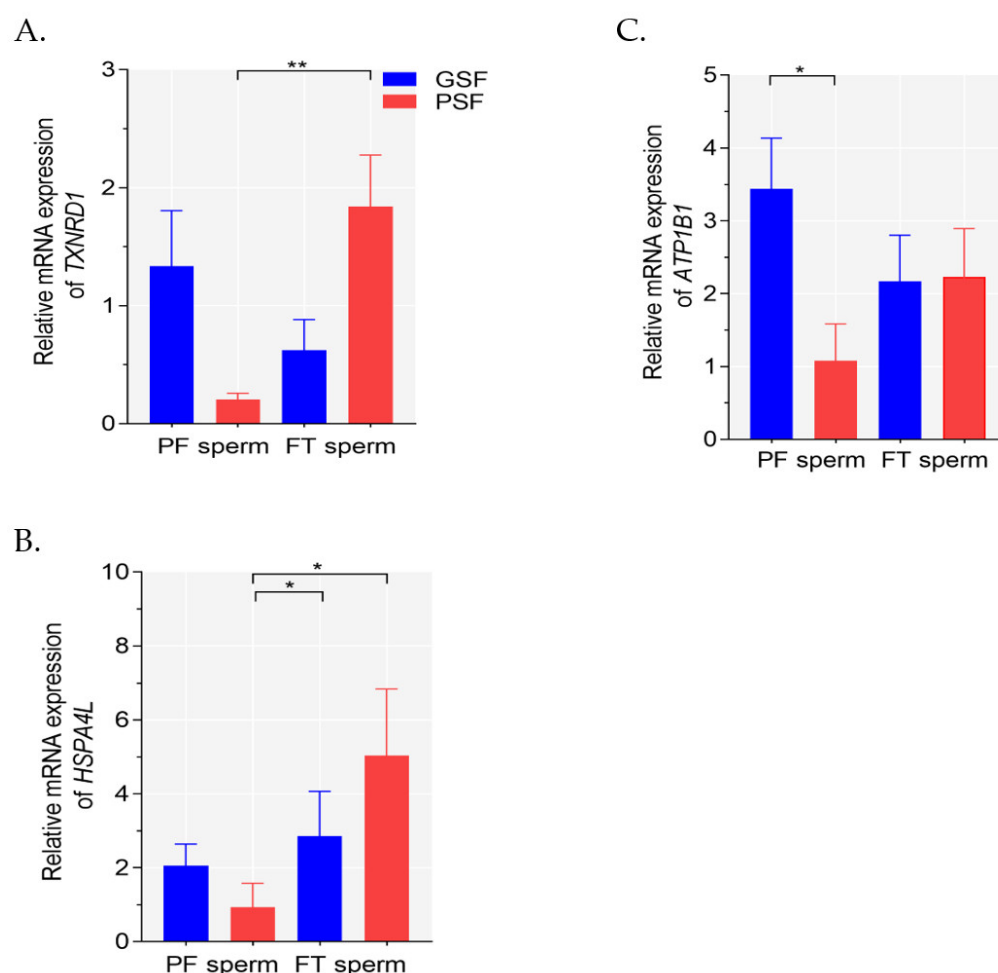 A.
Relative mRNA expression
of TXNRD1
3
2
1
0
**
GSF
PSF
PF sperm FT sperm
C.
Relative mRNA expression
of ATP1B1
5
4
3
2
1
0
*
PF sperm FT sperm
B.
Relative mRNA expression
of HSPA4L
10
8
6
4
2
0
*
*
PF sperm FT sperm